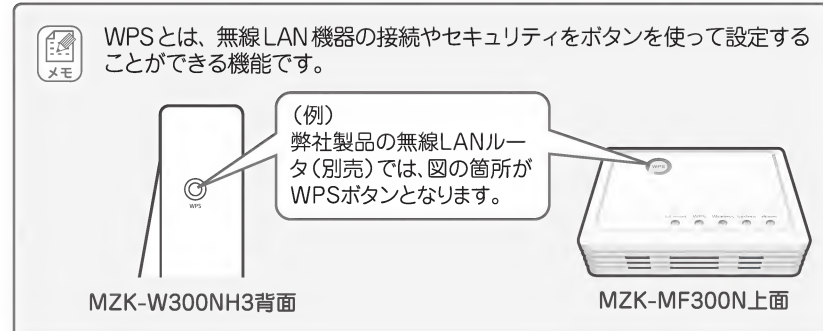 メモ
WPSとは、無線LAN機器の接続やセキュリティをボタンを使って設定する
ことができる機能です。
（例）
弊社製品の無線LANルー
タ（別売）では、図の箇所が
WPSボタンとなります。
WPS
WPS
MZK-W300NH3背面
MZK-MF300N上面